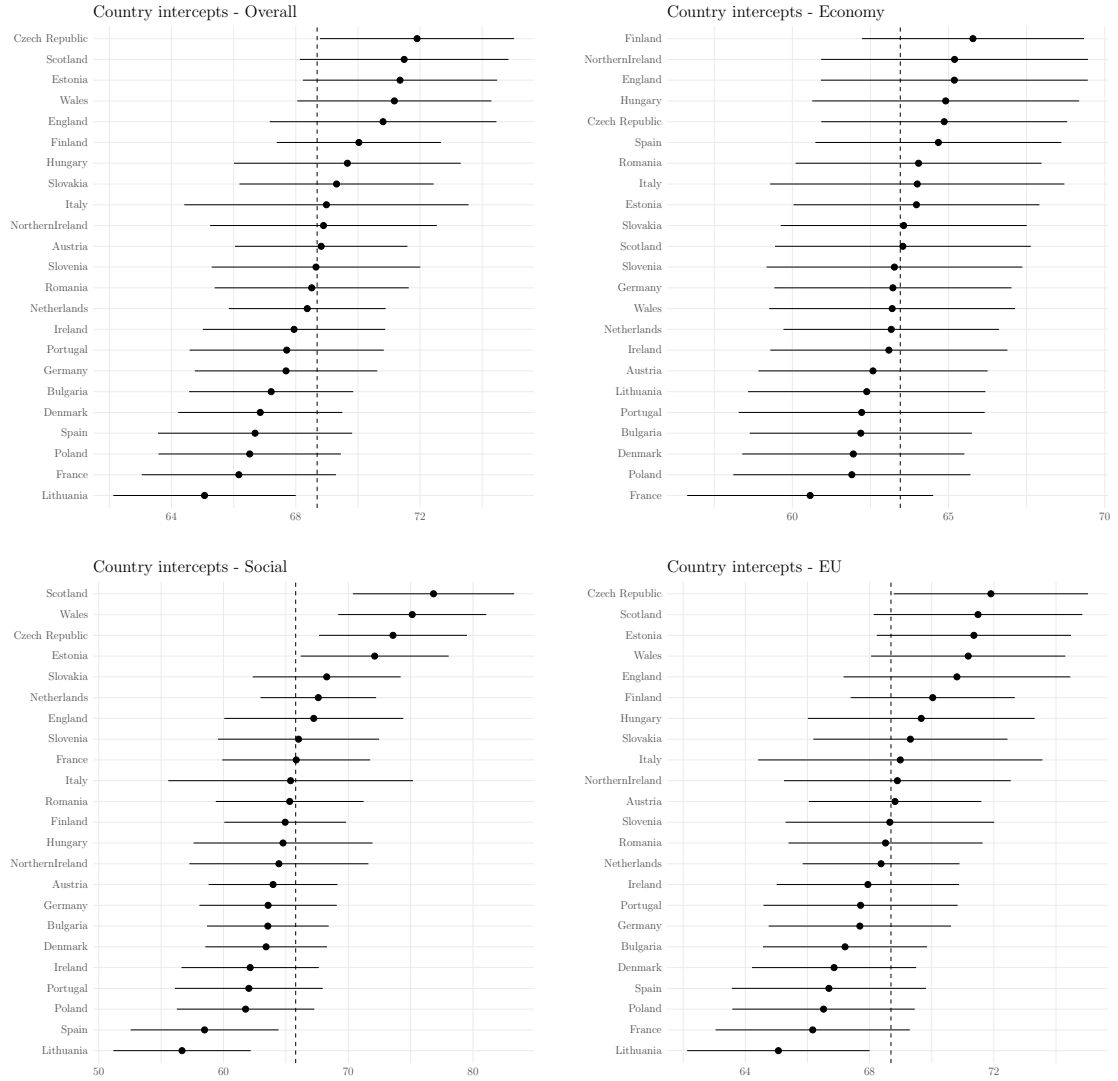 Country intercepts - Overall
Czech Republic
Scotland
Estonia
Wales
England
Finland
Hungary
Slovakia
Italy
NorthernIreland
Austria
Slovenia
Romania
Netherlands
Ireland
Portugal
Germany
Bulgaria
Denmark
Spain
Poland
France
Lithuania
64 68 72
Country intercepts - Economy
Finland
NorthernIreland
England
Hungary
Czech Republic
Spain
Romania
Italy
Estonia
Slovakia
Scotland
Slovenia
Germany
Wales
Netherlands
Ireland
Austria
Lithuania
Portugal
Bulgaria
Denmark
Poland
France
60 65 70
Country intercepts - Social
Scotland
Wales
Czech Republic
Estonia
Slovakia
Netherlands
England
Slovenia
France
Italy
Romania
Finland
Hungary
NorthernIreland
Austria
Germany
Bulgaria
Denmark
Ireland
Portugal
Poland
Spain
Lithuania
50 60 70 80
Country intercepts - EU
Czech Republic
Scotland
Estonia
Wales
England
Finland
Hungary
Slovakia
Italy
NorthernIreland
Austria
Slovenia
Romania
Netherlands
Ireland
Portugal
Germany
Bulgaria
Denmark
Spain
Poland
France
Lithuania
64 68 72